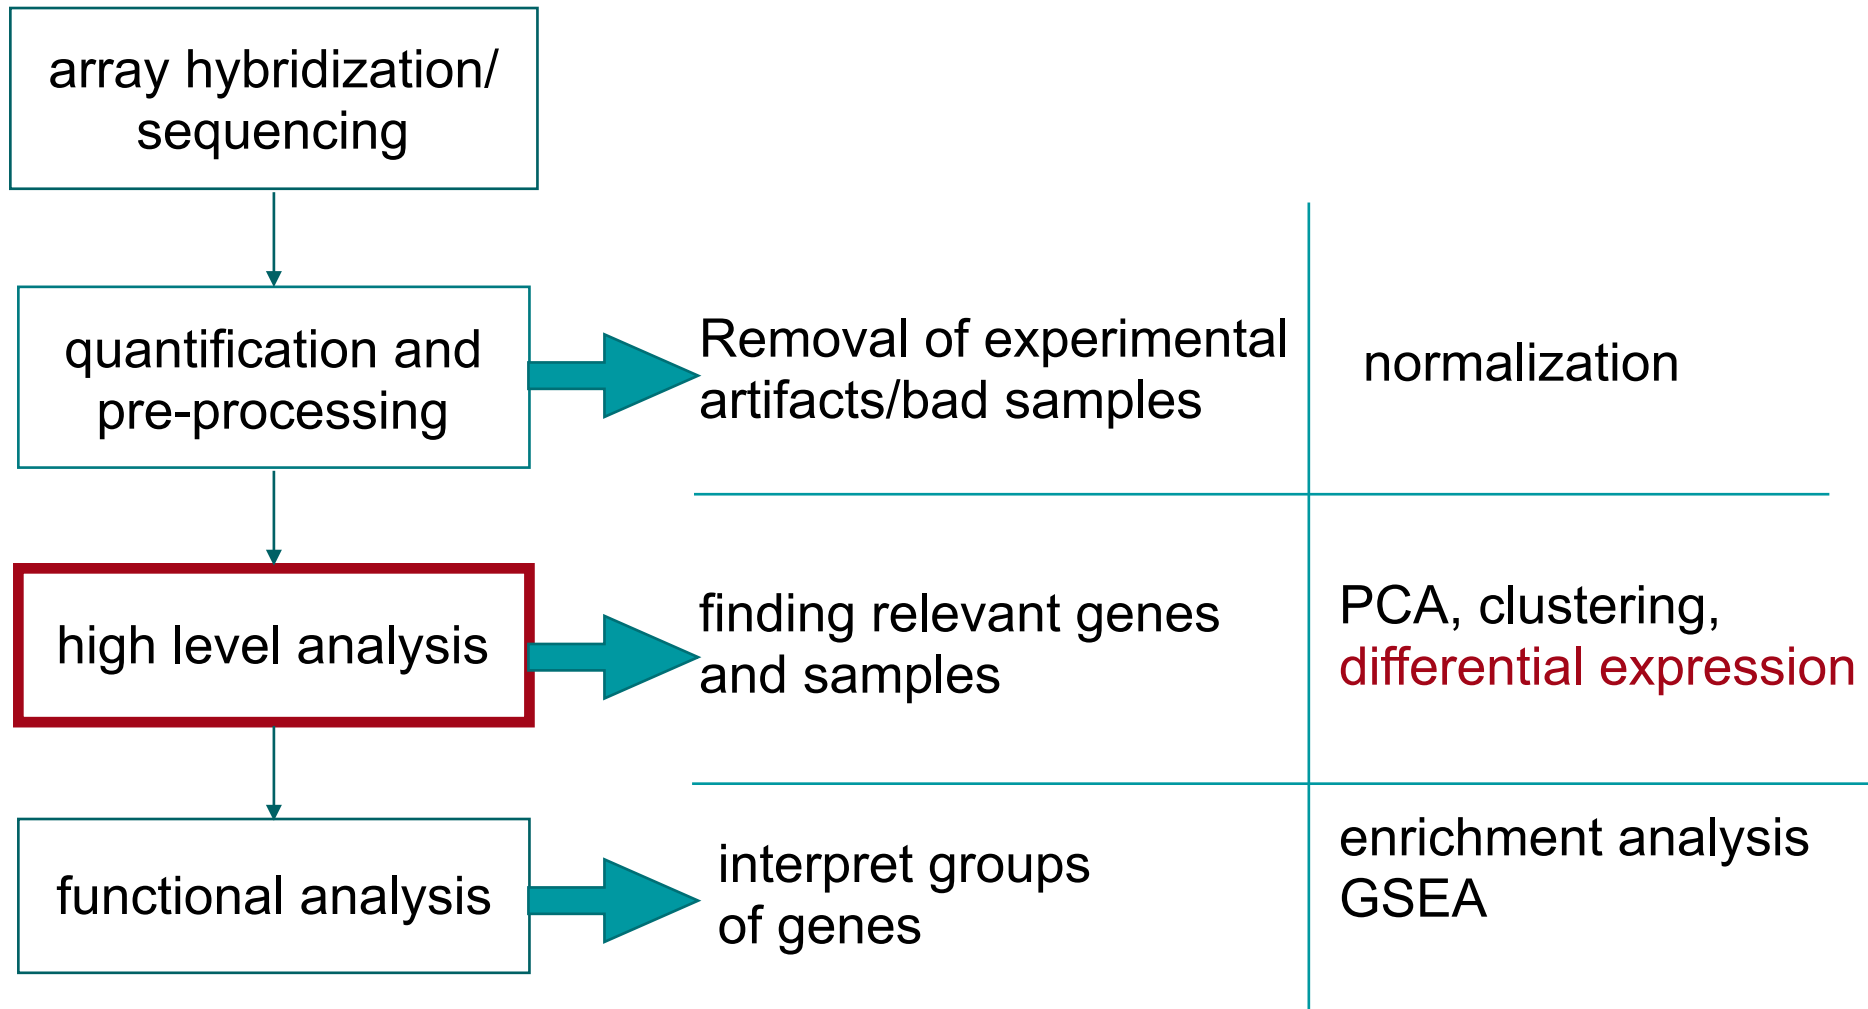 array hybridization/
sequencing
quantification and
pre-processing
Removal of experimental
artifacts/bad samples
normalization
high level analysis
finding relevant genes
and samples
PCA, clustering,
differential expression
functional analysis
interpret groups
of genes
enrichment analysis
GSEA